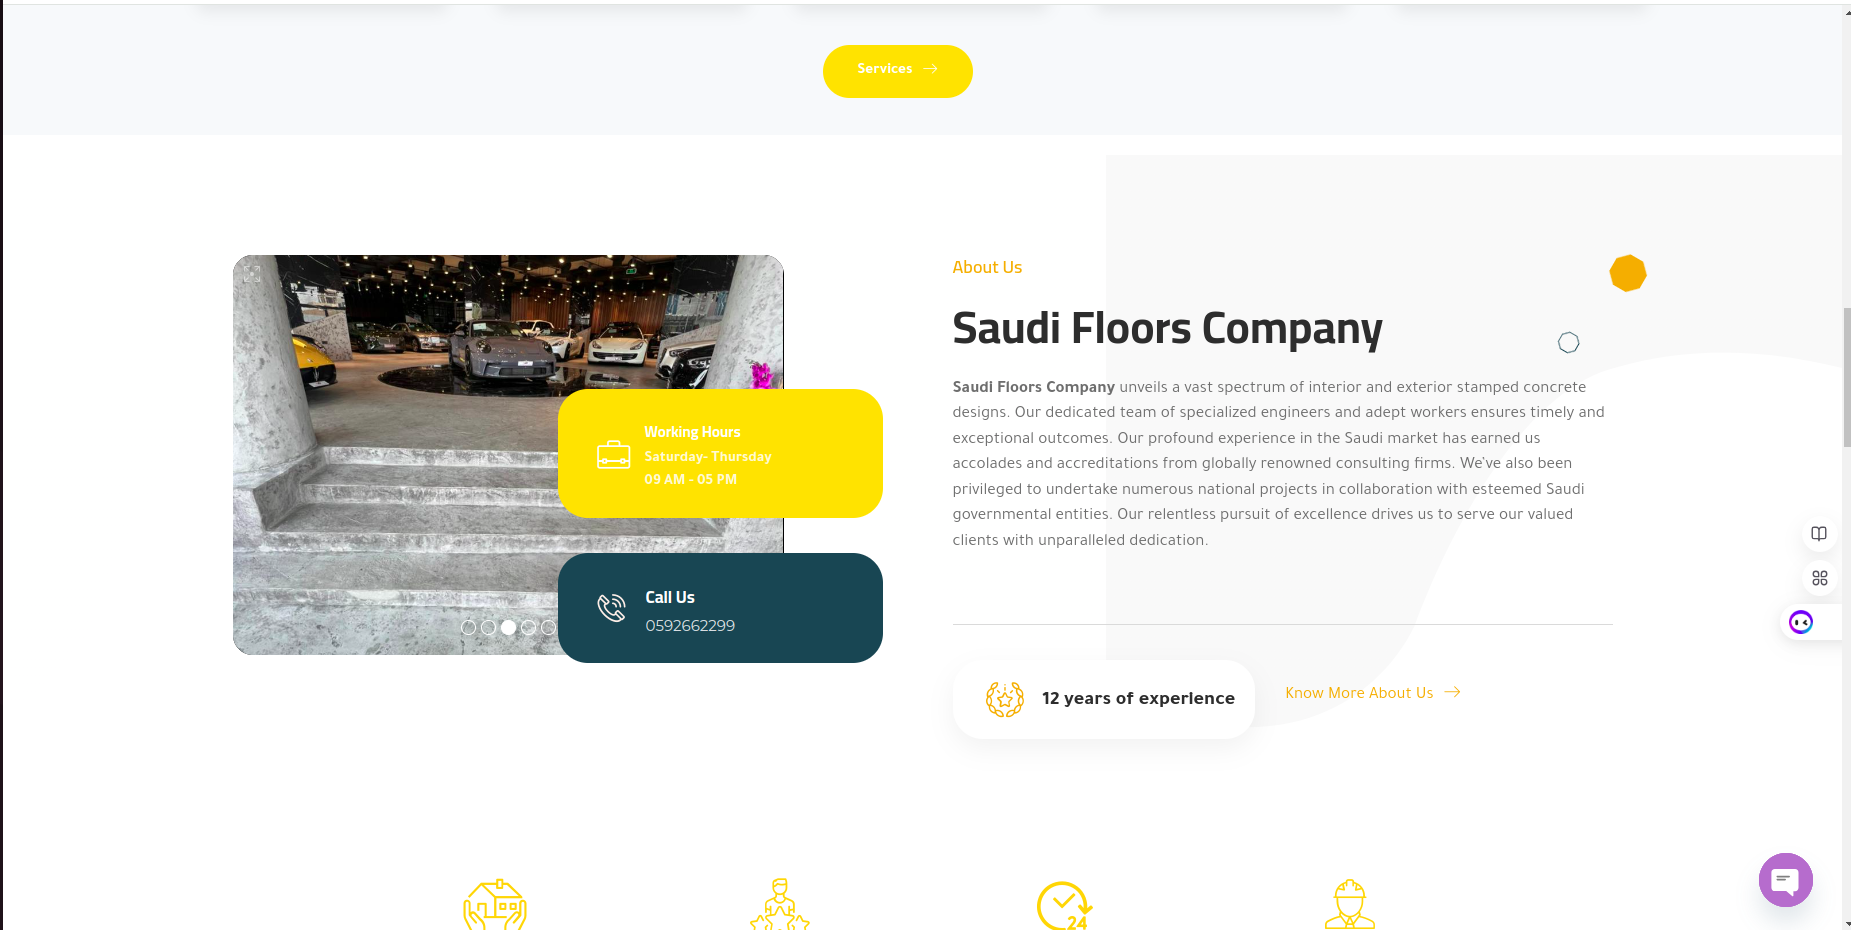 Services
About Us
Saudi Floors Company
Saudi Floors Company unveils a vast spectrum of interior and exterior stamped concrete
designs. Our dedicated team of specialized engineers and adept workers ensures timely and
exceptional outcomes. Our profound experience in the Saudi market has earned us
accolades and accreditations from globally renowned consulting firms. We've also been
privileged to undertake numerous national projects in collaboration with esteemed Saudi
governmental entities. Our relentless pursuit of excellence drives us to serve our valued
clients with unparalleled dedication.
Working Hours
Saturday- Thursday
09 AM - 05 PM
Call Us
0592662299
12 years of experience
Know More About Us
24